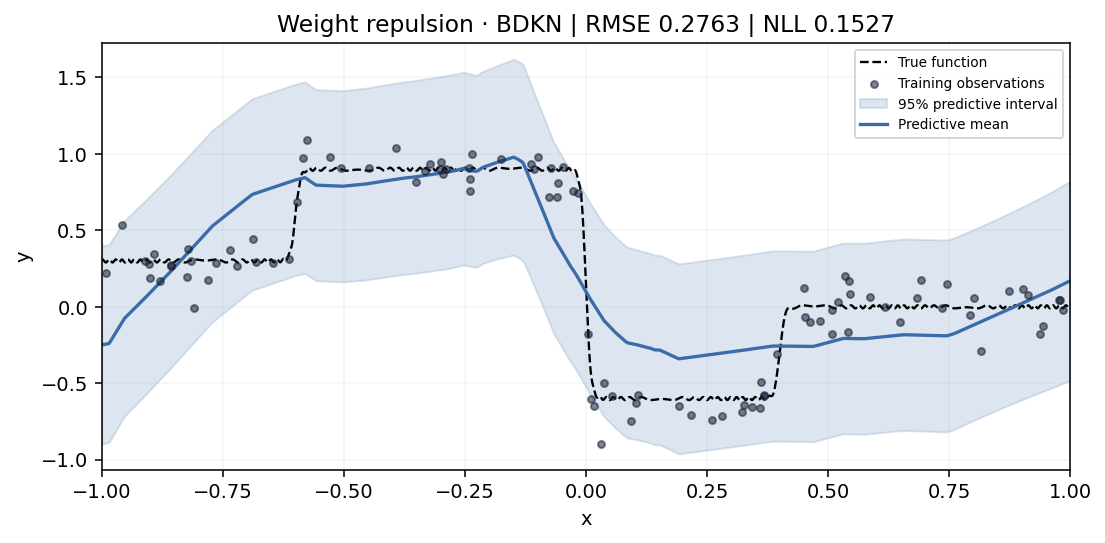 Weight repulsion · BDKN | RMSE 0.2763 | NLL 0.1527
True function
Training observations
95% predictive interval
Predictive mean
y
1.5
1.0
0.5
0.0
−0.5
−1.0
−1.00 −0.75 −0.50 −0.25 0.00 0.25 0.50 0.75 1.00
x